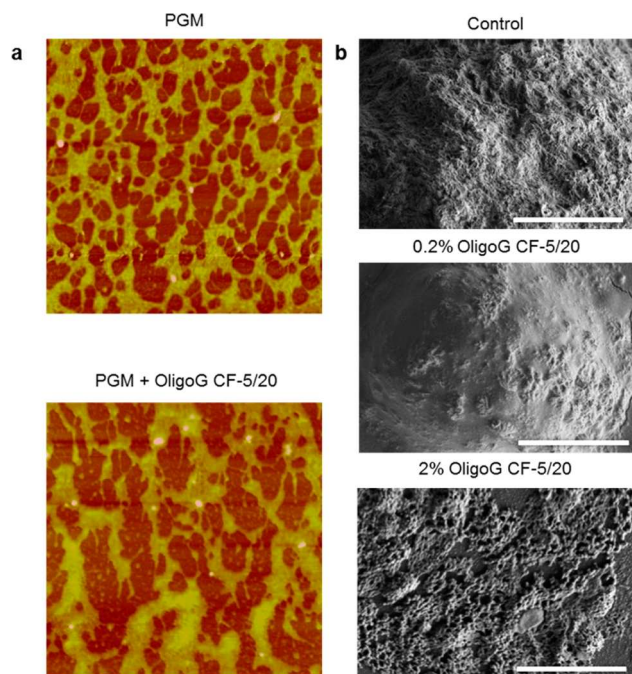 PGM
a
PGM + OligoG CF-5/20
b
Control
0.2% OligoG CF-5/20
2% OligoG CF-5/20